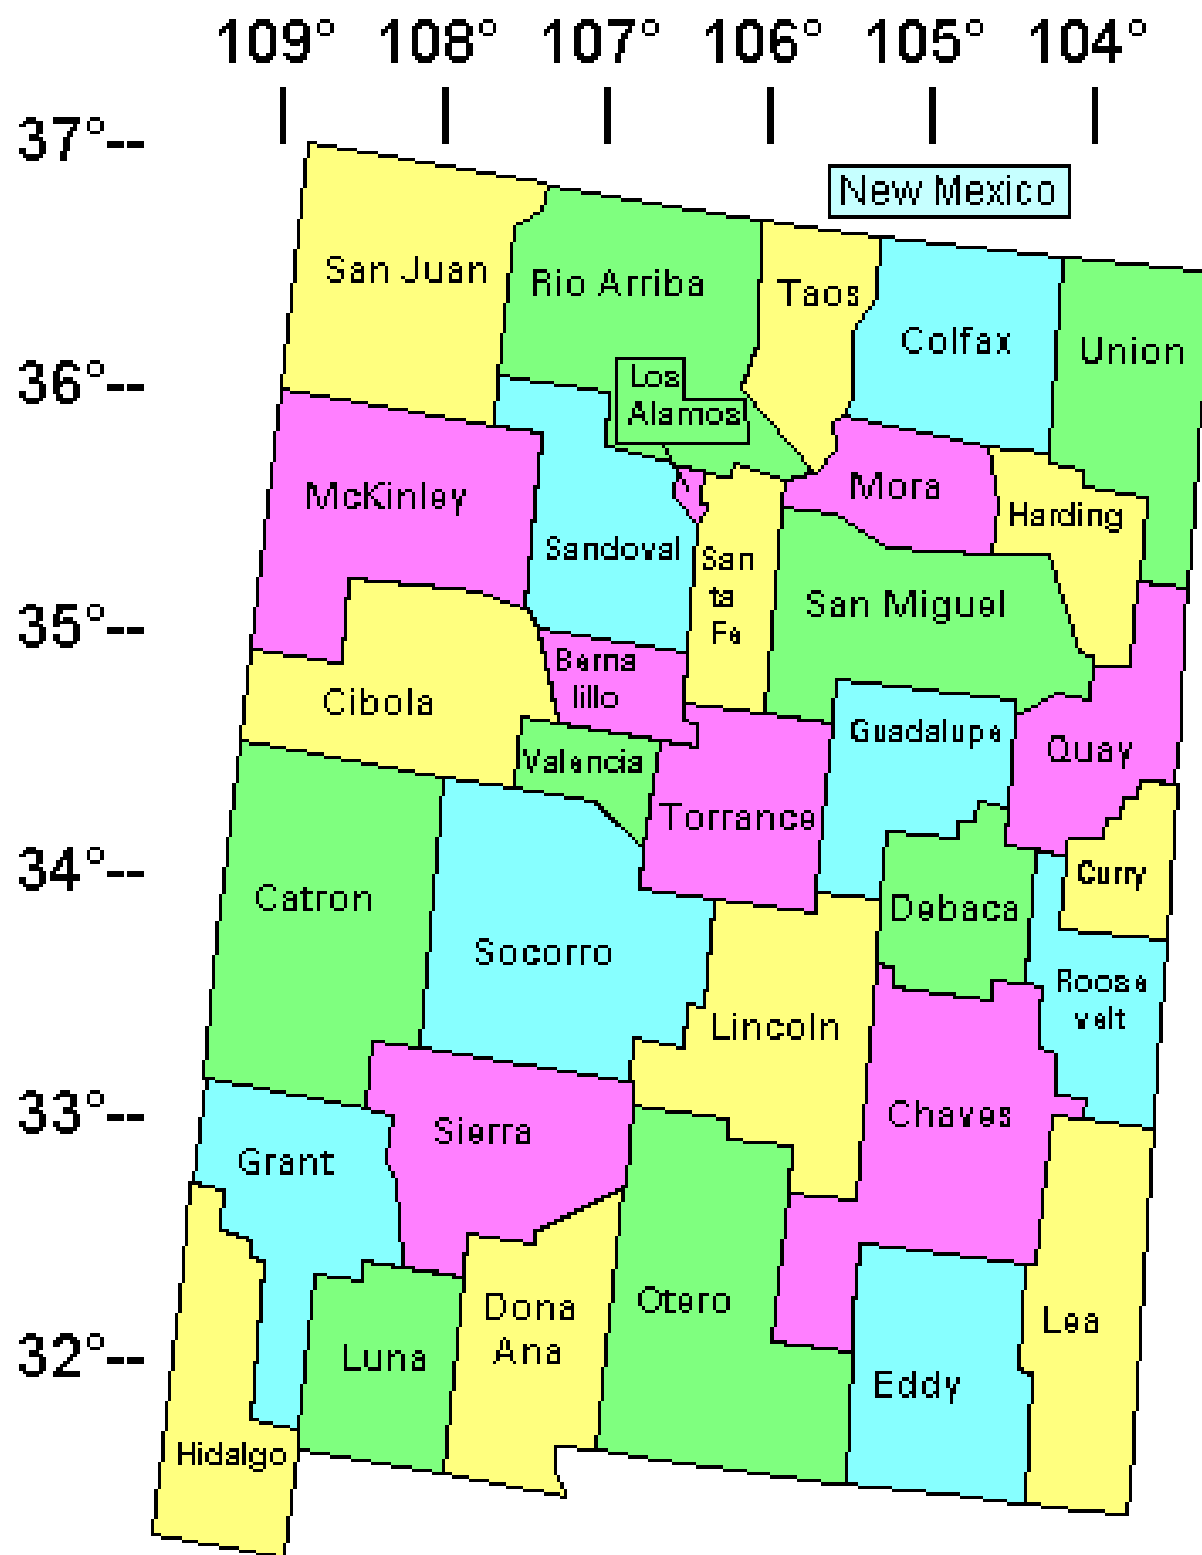 109° 108° 107° 106° 105° 104°
37°--
New Mexico
San Juan
Rio Arriba
Taos
Colfax
Union
36°--
Los
Alamos
McKinley
Mora
Harding
Sandoval
San
ta
Fe
San Miguel
35°--
Berna
lillo
Cibola
Guadalupe
Quay
Valencia
Torrance
34°--
Curry
Catron
Debaca
Socorro
Roose
velt
Lincoln
33°--
Chaves
Sierra
Grant
Otero
Dona
Ana
Lea
32°--
Luna
Eddy
Hidalgo